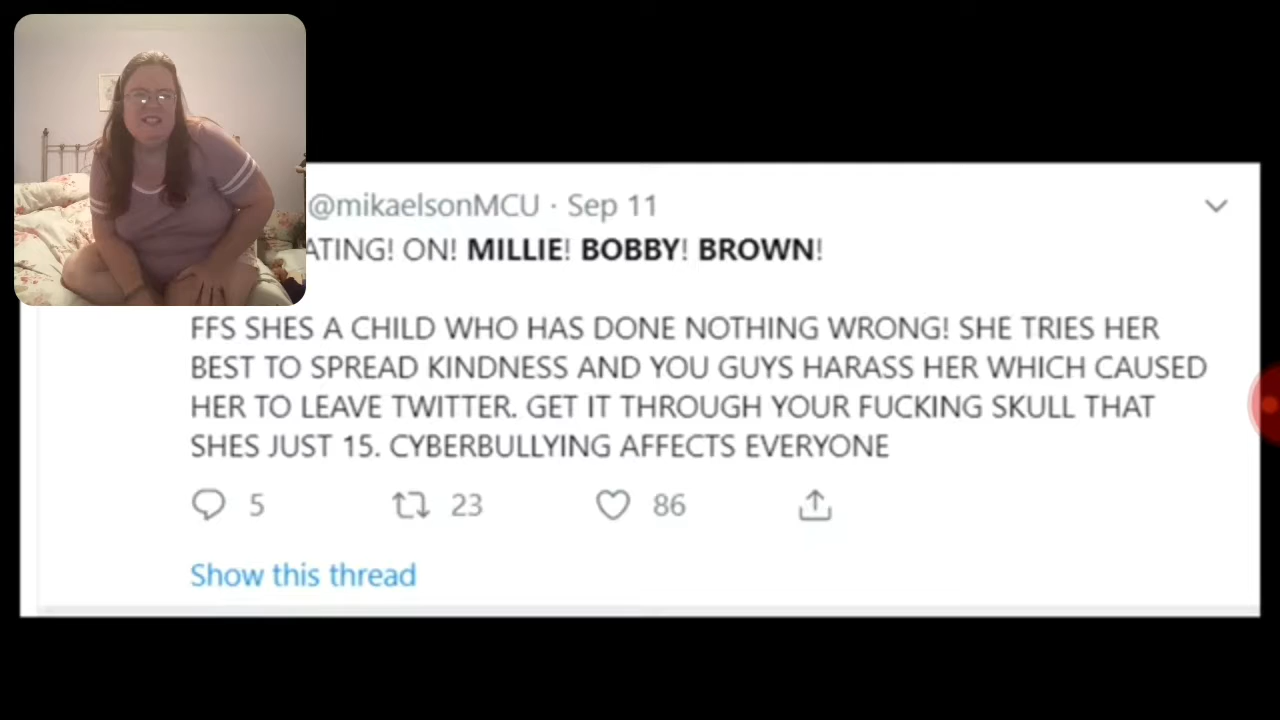 @mikaelsonMCU · Sep 11
ATING! ON! MILLIE! BOBBY! BROWN!
FFS SHES A CHILD WHO HAS DONE NOTHING WRONG! SHE TRIES HER
BEST TO SPREAD KINDNESS AND YOU GUYS HARASS HER WHICH CAUSED
HER TO LEAVE TWITTER. GET IT THROUGH YOUR FUCKING SKULL THAT
SHES JUST 15. CYBERBULLYING AFFECTS EVERYONE
5 23 86
Show this thread